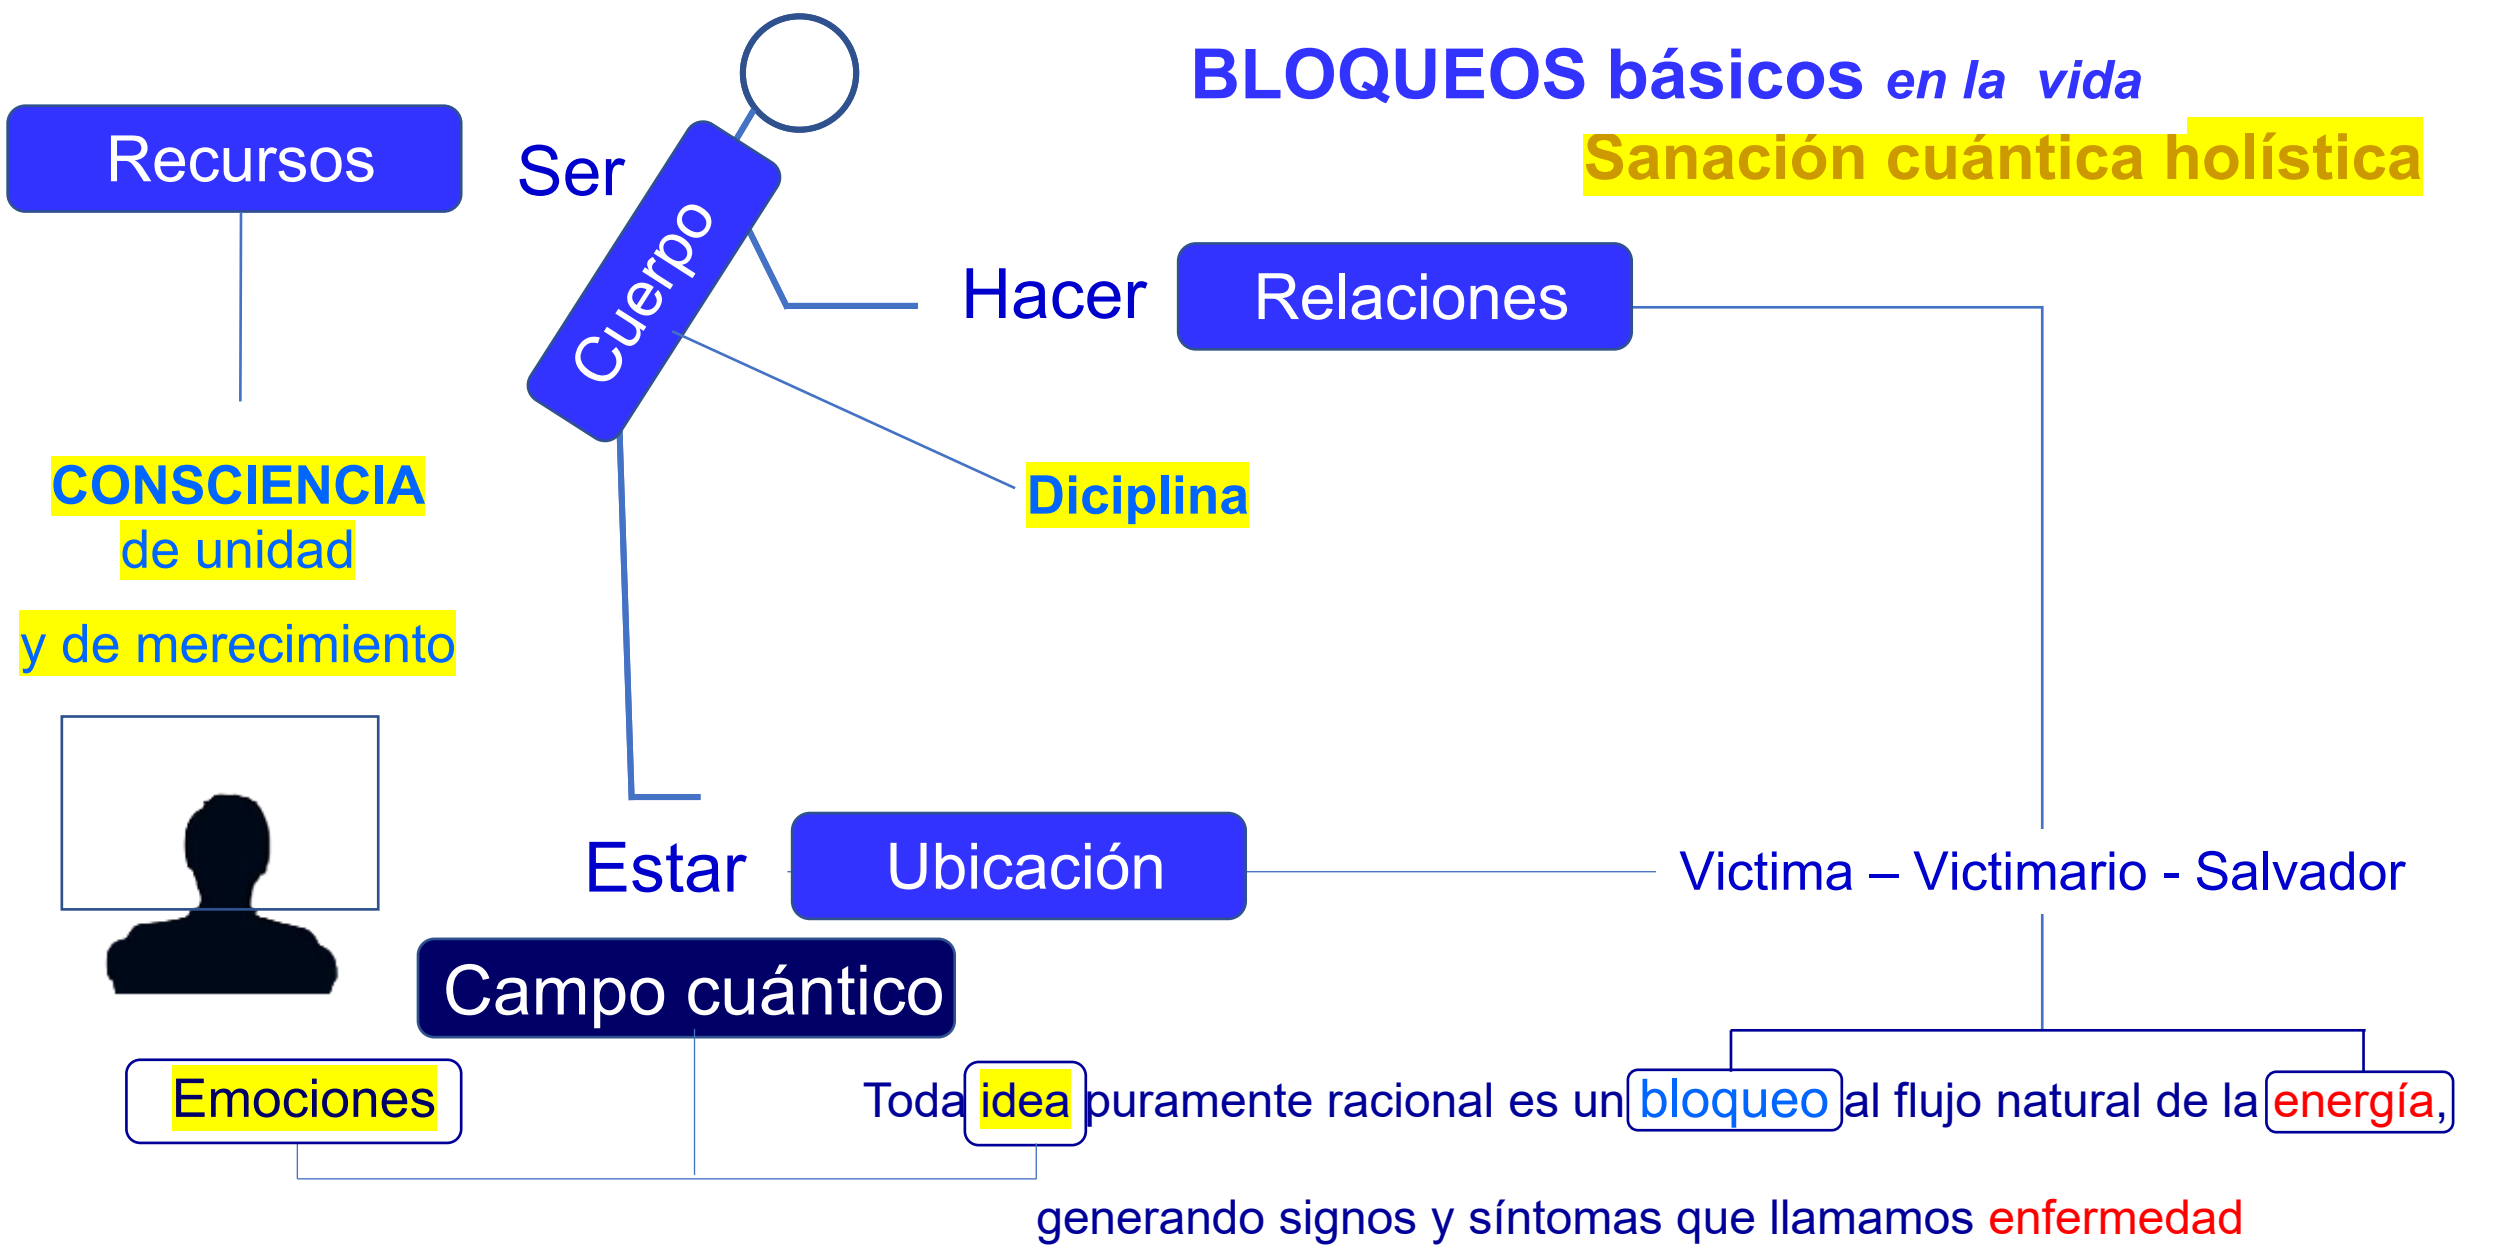 BLOQUEOS básicos en la vida
Sanación cuántica holística
Recursos
Ser
Cuerpo
Hacer
Relaciones
CONSCIENCIA
de unidad
y de merecimiento
Diciplina
Estar
Ubicación
Victima – Victimario - Salvador
Campo cuántico
Emociones
Toda idea puramente racional es un bloqueo al flujo natural de la energía,
generando signos y síntomas que llamamos enfermedad